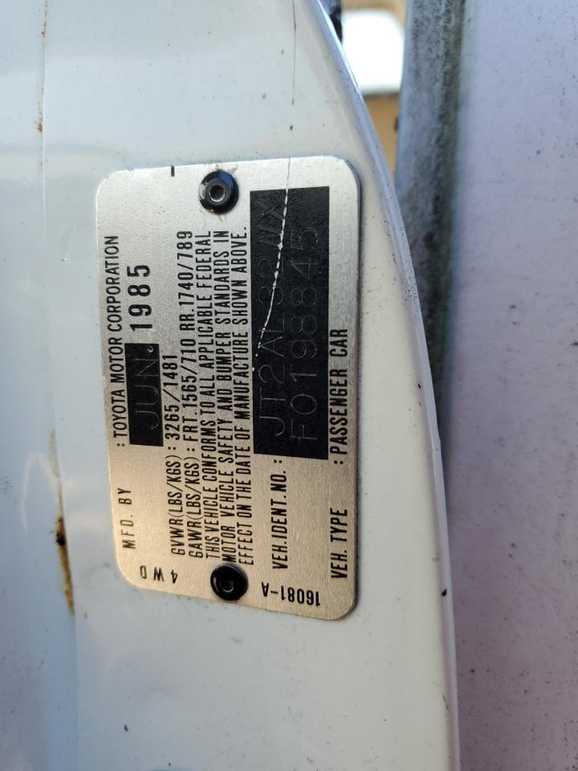 MFD. BY : TOYOTA MOTOR CORPORATION
JUN. 1985
GVWR(LBS/KGS) : 3265/1481
GAWR(LBS/KGS) : FRT.1565/710 RR.1740/789
THIS VEHICLE CONFORMS TO ALL APPLICABLE FEDERAL
MOTOR VEHICLE SAFETY AND BUMPER STANDARDS IN
EFFECT ON THE DATE OF MANUFACTURE SHOWN ABOVE.
VEH.IDENT.NO. :
F0198845
VEH. TYPE : PASSENGER CAR
4WD
16081-A